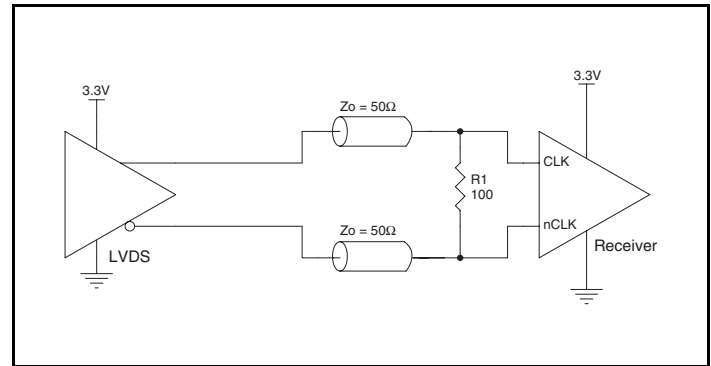 3.3V
3.3V
Zo = 50Ω
CLK
R1
100
Zo = 50Ω
nCLK
Receiver
LVDS